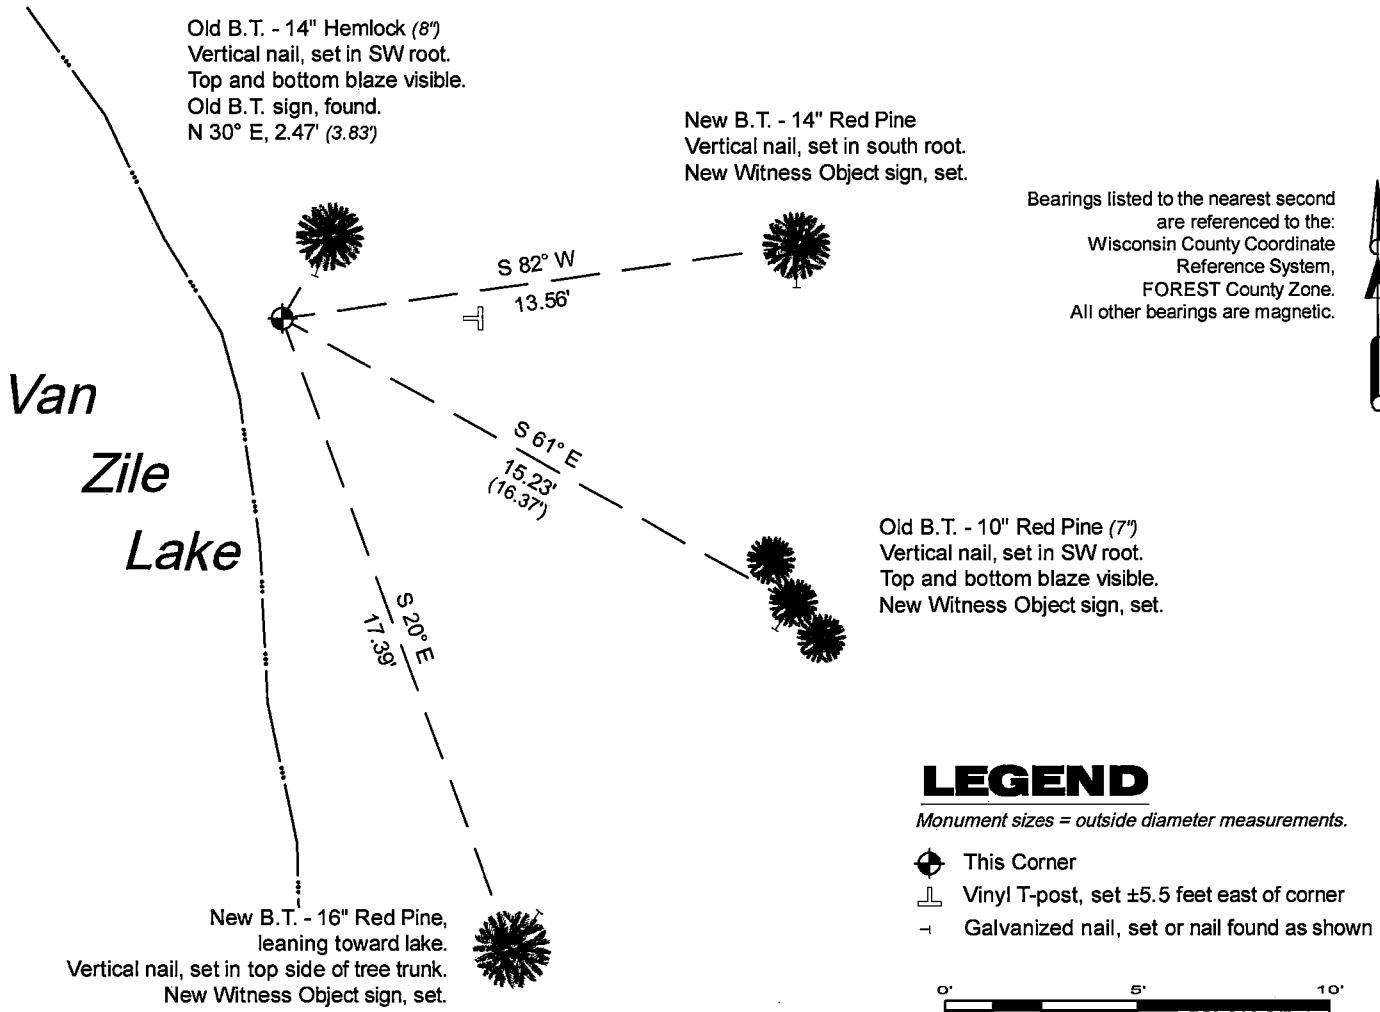 Old B.T. - 14" Hemlock (8")
Vertical nail, set in SW root.
Top and bottom blaze visible.
Old B.T. sign, found.
N 30° E, 2.47' (3.83')
New B.T. - 14" Red Pine
Vertical nail, set in south root.
New Witness Object sign, set.
Bearings listed to the nearest second
are referenced to the:
Wisconsin County Coordinate
Reference System,
FOREST County Zone.
All other bearings are magnetic.
S 82° W
13.56'
Van
Zile
Lake
S 61° E
15.23'
(16.37')
Old B.T. - 10" Red Pine (7")
Vertical nail, set in SW root.
Top and bottom blaze visible.
New Witness Object sign, set.
S 20° E
17.39'
New B.T. - 16" Red Pine,
leaning toward lake.
Vertical nail, set in top side of tree trunk.
New Witness Object sign, set.
LEGEND
Monument sizes = outside diameter measurements.
This Corner
Vinyl T-post, set ±5.5 feet east of corner
Galvanized nail, set or nail found as shown
0' 5' 10'